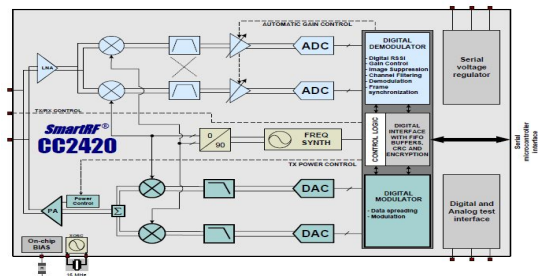 AUTOMATIC GAIN CONTROL
LNA
ADC
ADC
DIGITAL
DEMODULATOR
- Digital RSSI
- Gain Control
- Image Suppression
- Channel Filtering
- Demodulation
- Frame
synchronization
Serial
voltage
regulator
TX/RX CONTROL
SmartRF®
CC2420
0
90
FREQ
SYNTH
CONTROL LOGIC
DIGITAL
INTERFACE
WITH FIFO
BUFFERS,
CRC AND
ENCRYPTION
Serial
microcontroller
interface
TX POWER CONTROL
Power
Control
PA
Σ
DAC
DAC
DIGITAL
MODULATOR
- Data spreading
- Modulation
Digital and
Analog test
interface
On-chip
BIAS
XOSC
16 MHz